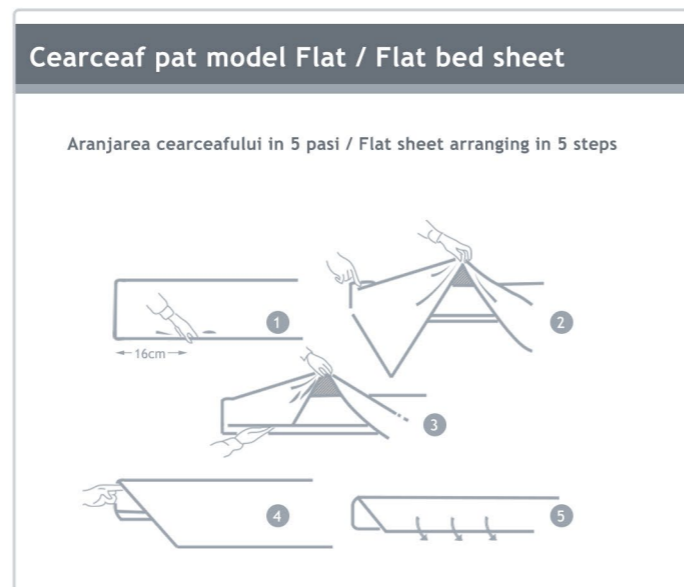 Cearceaf pat model Flat / Flat bed sheet
Aranjarea cearceafului in 5 pasi / Flat sheet arranging in 5 steps
1
16cm
2
3
4
5